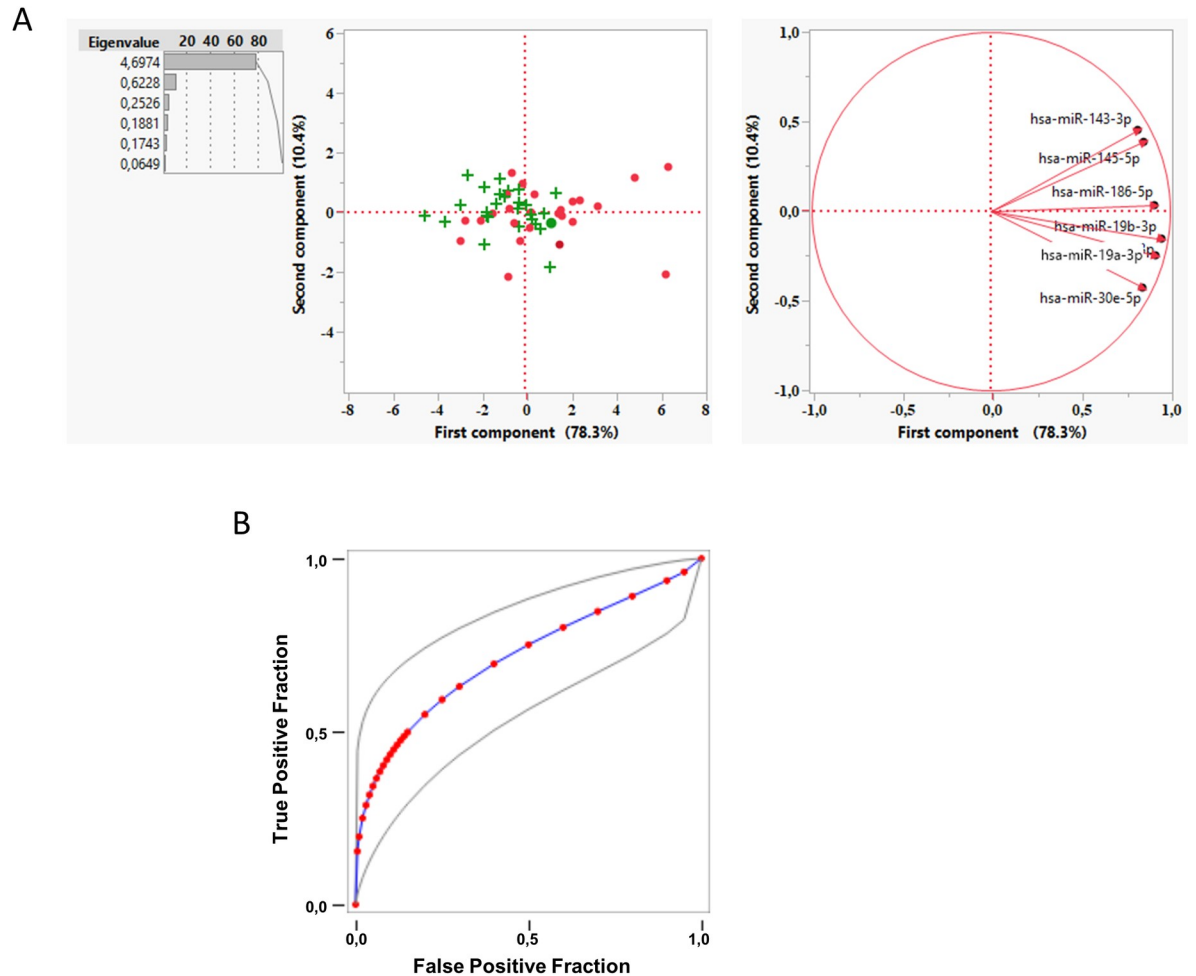 A
Eigenvalue 20 40 60 80
4,6974
0,6228
0,2526
0,1881
0,1743
0,0649
Second component (10.4%)
6
4
2
0
-2
-4
-8 -6 -4 -2 0 2 4 6 8
First component (78.3%)
Second component (10.4%)
1,0
0,5
0,0
-0,5
-1,0
hsa-miR-143-3p
hsa-miR-145-5p
hsa-miR-186-5p
hsa-miR-19b-3p
hsa-miR-19a-3p
hsa-miR-30e-5p
-1,0 -0,5 0,0 0,5 1,0
First component (78.3%)
B
True Positive Fraction
1,0
0,5
0,0
0,0 0,5 1,0
False Positive Fraction